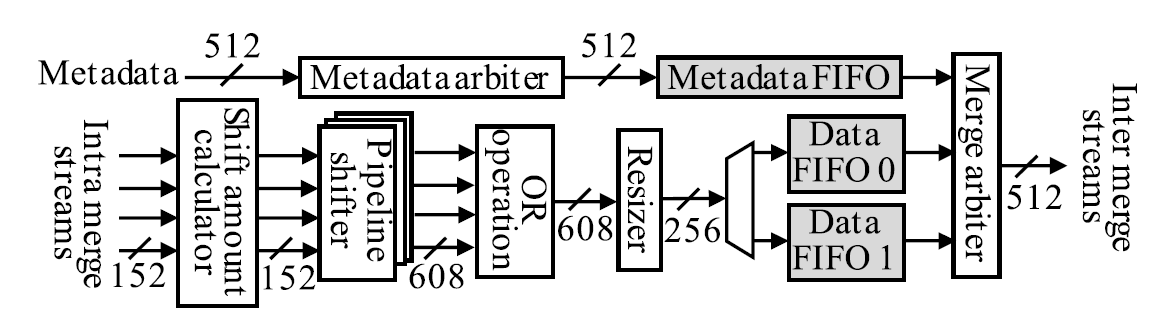 512
512
Metadata
Metadata arbiter
Metadata FIFO
Intra merge
streams
Shift amount
calculator
Pipeline
shifter
OR
operation
Resizer
Data
FIFO 0
Data
FIFO 1
Merge arbiter
Inter merge
streams
152
152
608
608
256
512